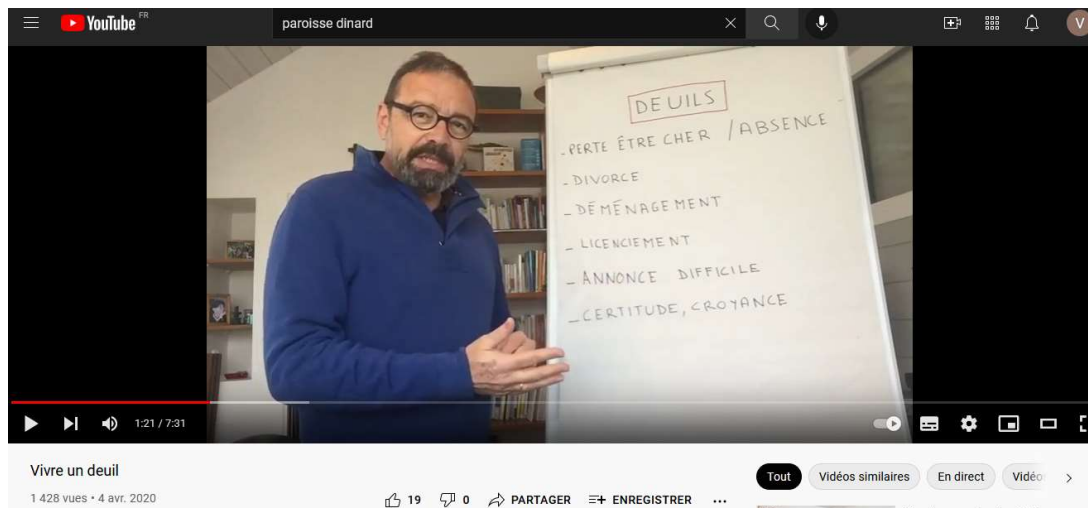 YouTube FR
paroisse dinard
V
DEUILS
- PERTE ÊTRE CHER / ABSENCE
- DIVORCE
- DÉMÉNAGEMENT
- LICENCIEMENT
- ANNONCE DIFFICILE
- CERTITUDE, CROYANCE
1:21 / 7:31
Vivre un deuil
Tout
Vidéos similaires
En direct
Vidéo
1 428 vues • 4 avr. 2020
19
0
PARTAGER
ENREGISTRER
...